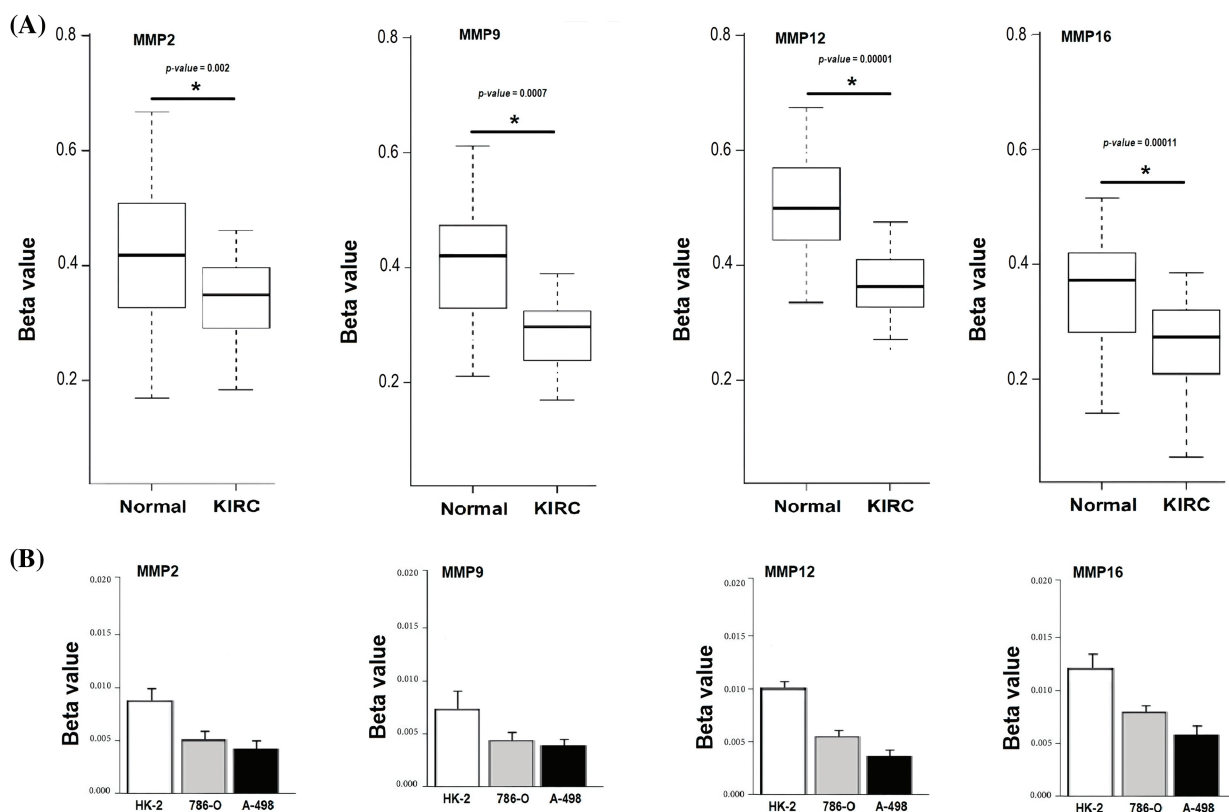 (A)
MMP2
p-value = 0.002
*
0.8
0.6
0.4
0.2
Beta value
Normal KIRC
MMP9
p-value = 0.0007
*
0.8
0.6
0.4
0.2
Beta value
Normal KIRC
MMP12
p-value = 0.00001
*
0.8
0.6
0.4
0.2
Beta value
Normal KIRC
MMP16
p-value = 0.00011
*
0.8
0.6
0.4
0.2
Beta value
Normal KIRC
(B)
MMP2
0.020
0.015
0.010
0.005
0.000
Beta value
HK-2 786-O A-498
MMP9
0.020
0.015
0.010
0.005
0.000
Beta value
HK-2 786-O A-498
MMP12
0.020
0.015
0.010
0.005
0.000
Beta value
HK-2 786-O A-498
MMP16
0.020
0.015
0.010
0.005
0.000
Beta value
HK-2 786-O A-498